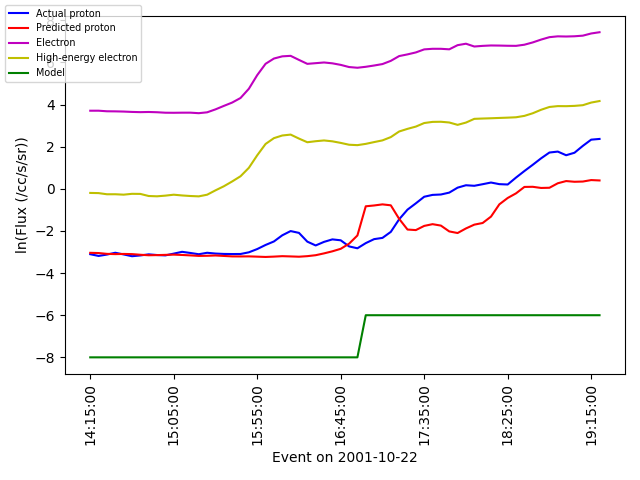 Actual proton
Predicted proton
Electron
High-energy electron
Model
8
6
4
2
0
−2
−4
−6
−8
ln(Flux (/cc/s/sr))
14:15:00
15:05:00
15:55:00
16:45:00
17:35:00
18:25:00
19:15:00
Event on 2001-10-22